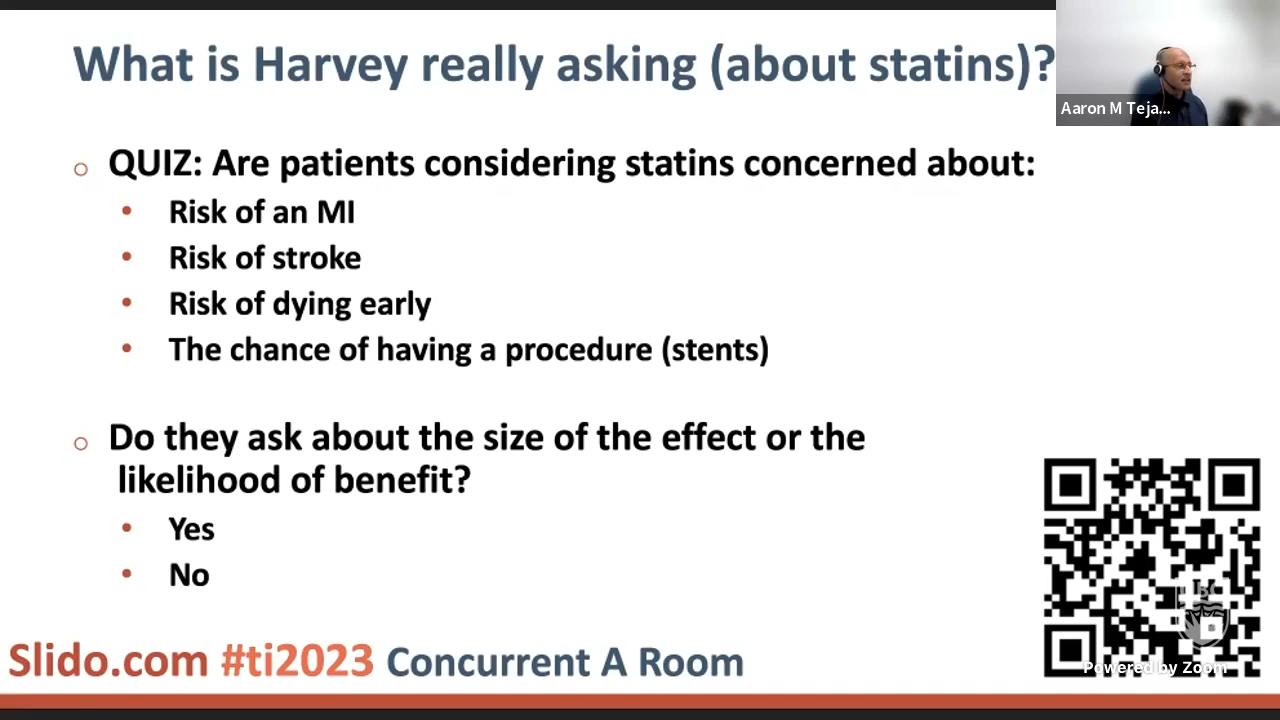 What is Harvey really asking (about statins)?
Aaron M Teja...
QUIZ: Are patients considering statins concerned about:
Risk of an MI
Risk of stroke
Risk of dying early
The chance of having a procedure (stents)
Do they ask about the size of the effect or the
likelihood of benefit?
Yes
No
UBC
Powered by Zoom
Slido.com #ti2023 Concurrent A Room